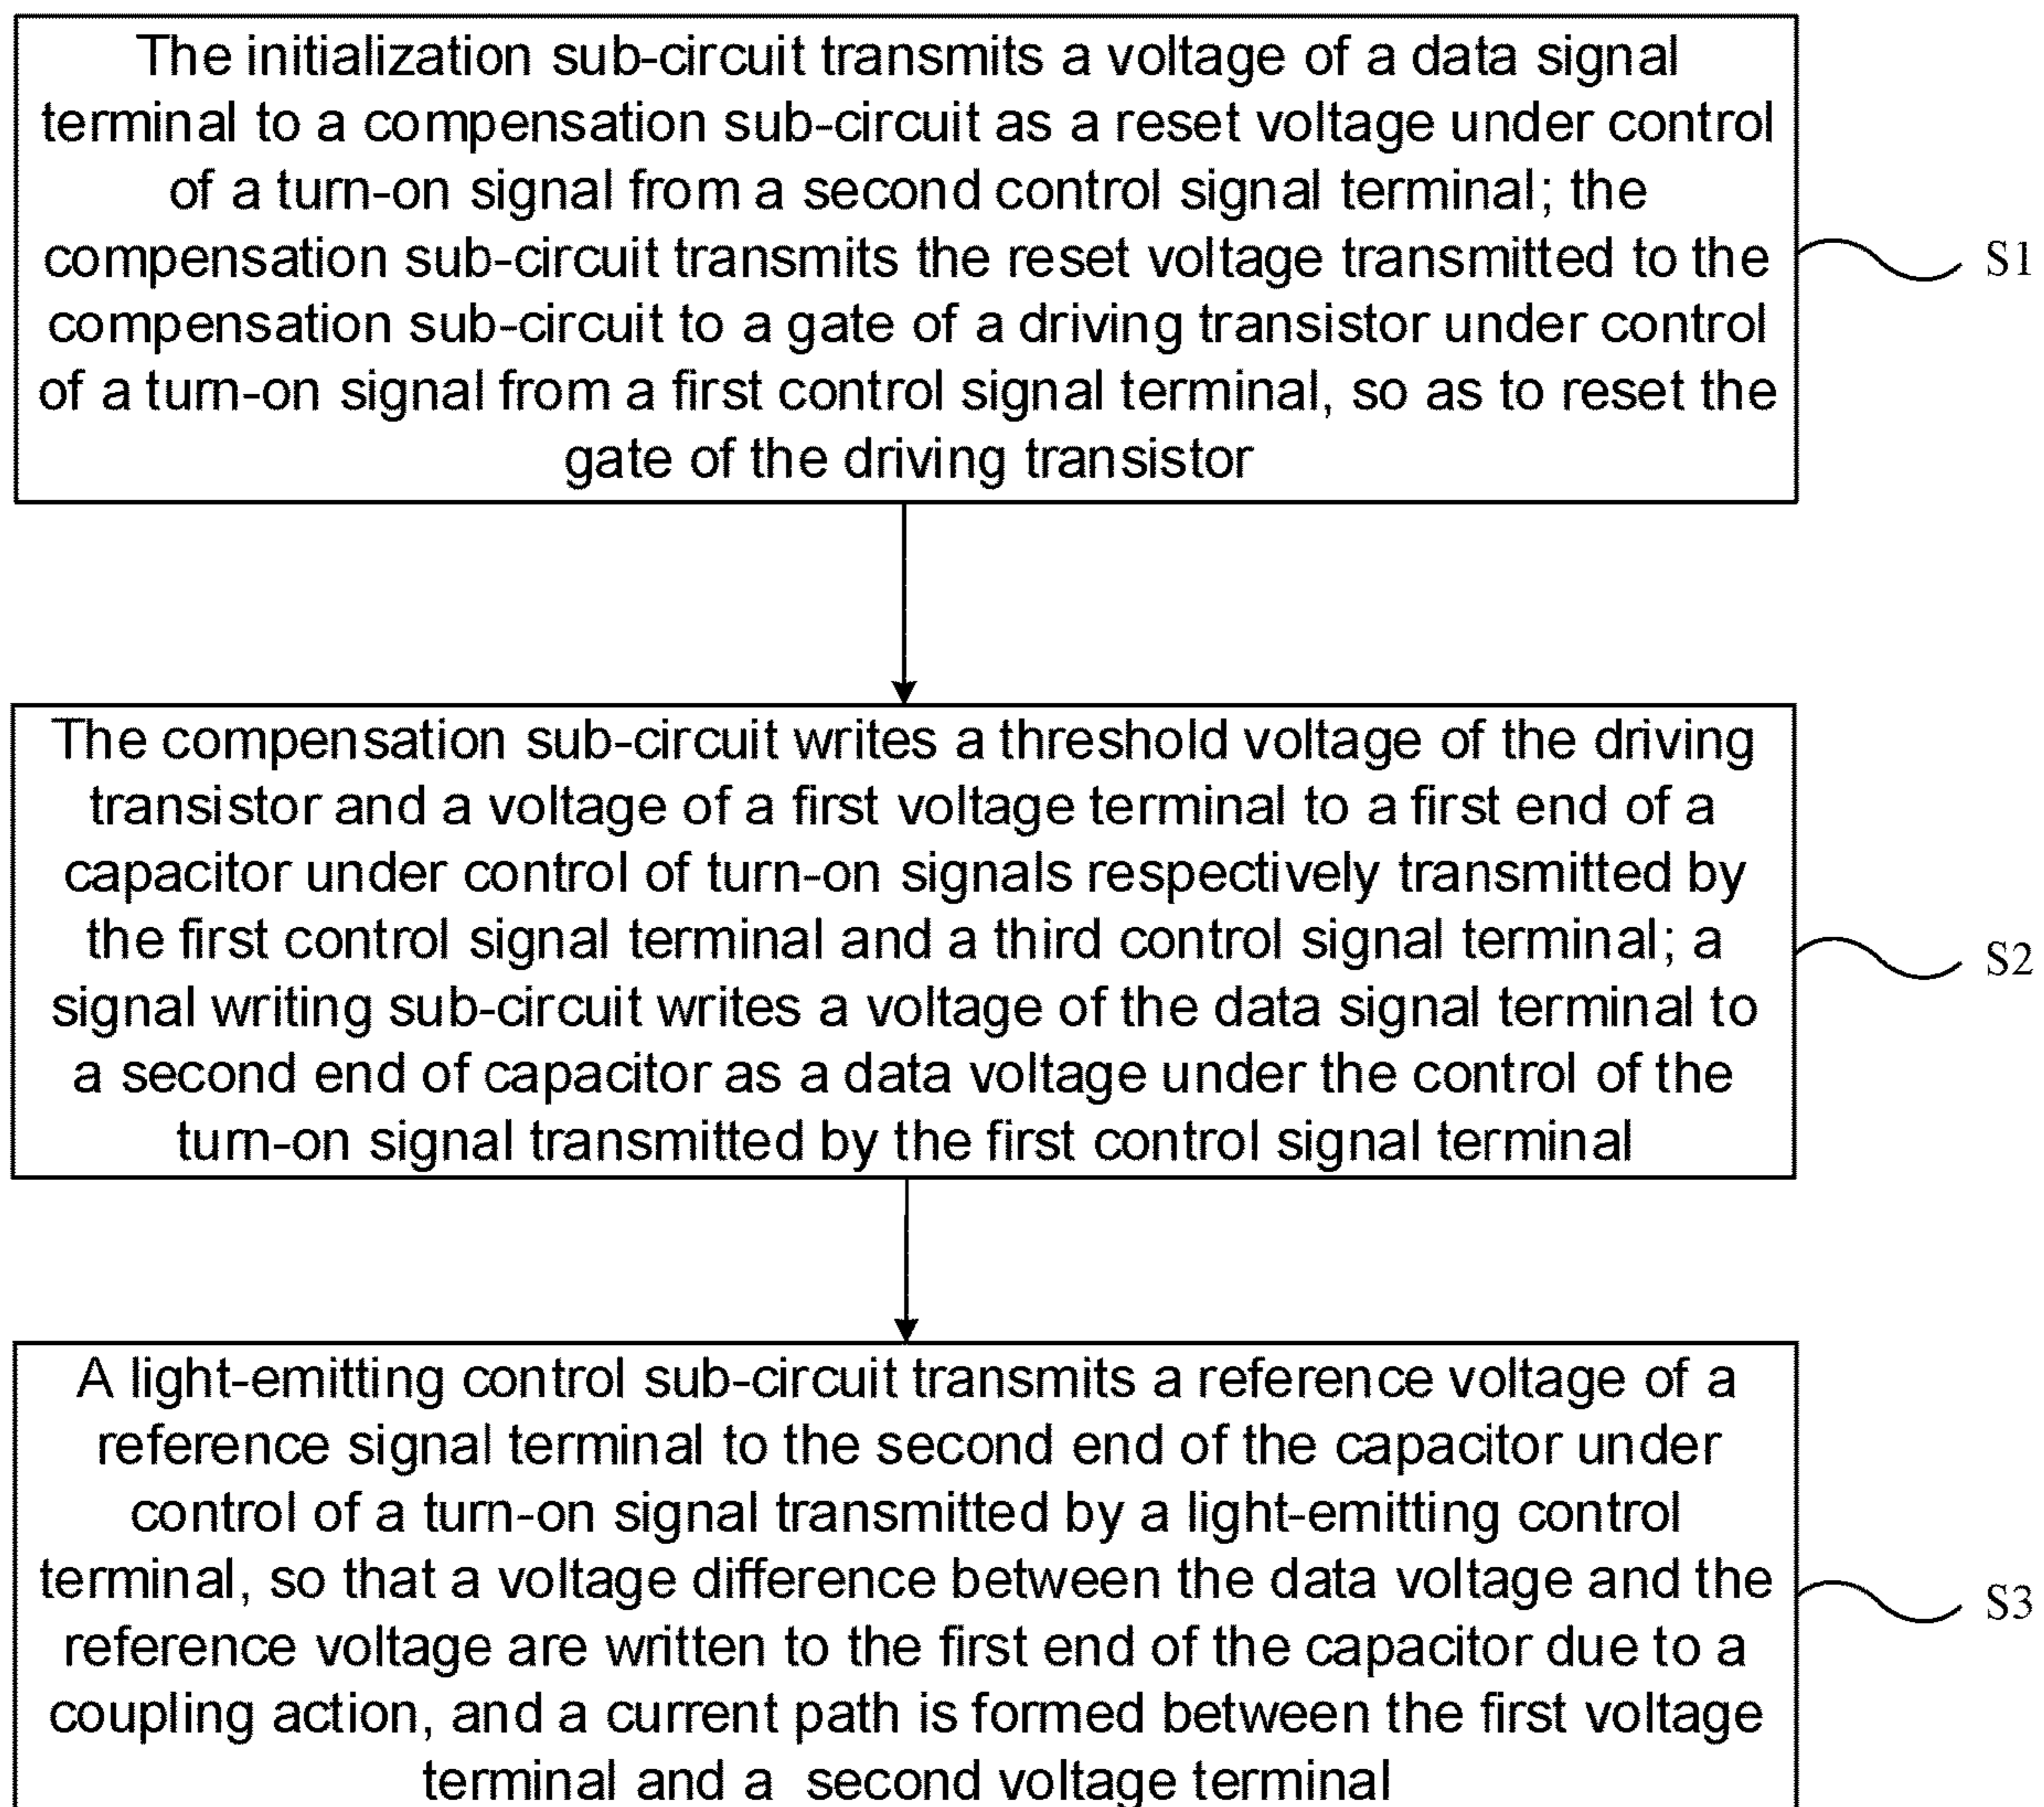 The initialization sub-circuit transmits a voltage of a data signal
terminal to a compensation sub-circuit as a reset voltage under control
of a turn-on signal from a second control signal terminal; the
compensation sub-circuit transmits the reset voltage transmitted to the
compensation sub-circuit to a gate of a driving transistor under control
of a turn-on signal from a first control signal terminal, so as to reset the
gate of the driving transistor
S1
The compensation sub-circuit writes a threshold voltage of the driving
transistor and a voltage of a first voltage terminal to a first end of a
capacitor under control of turn-on signals respectively transmitted by
the first control signal terminal and a third control signal terminal; a
signal writing sub-circuit writes a voltage of the data signal terminal to
a second end of capacitor as a data voltage under the control of the
turn-on signal transmitted by the first control signal terminal
S2
A light-emitting control sub-circuit transmits a reference voltage of a
reference signal terminal to the second end of the capacitor under
control of a turn-on signal transmitted by a light-emitting control
terminal, so that a voltage difference between the data voltage and the
reference voltage are written to the first end of the capacitor due to a
coupling action, and a current path is formed between the first voltage
terminal and a second voltage terminal
S3